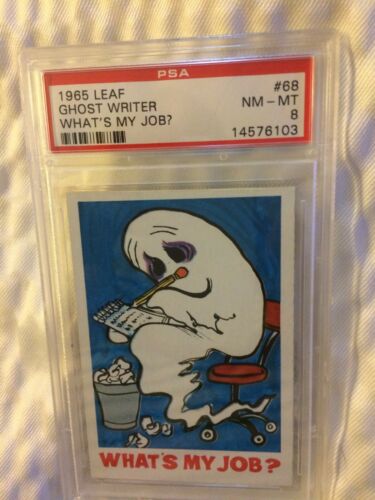 PSA
1965 LEAF #68
GHOST WRITER NM - MT
WHAT'S MY JOB? 8
14576103
WHAT'S MY JOB?